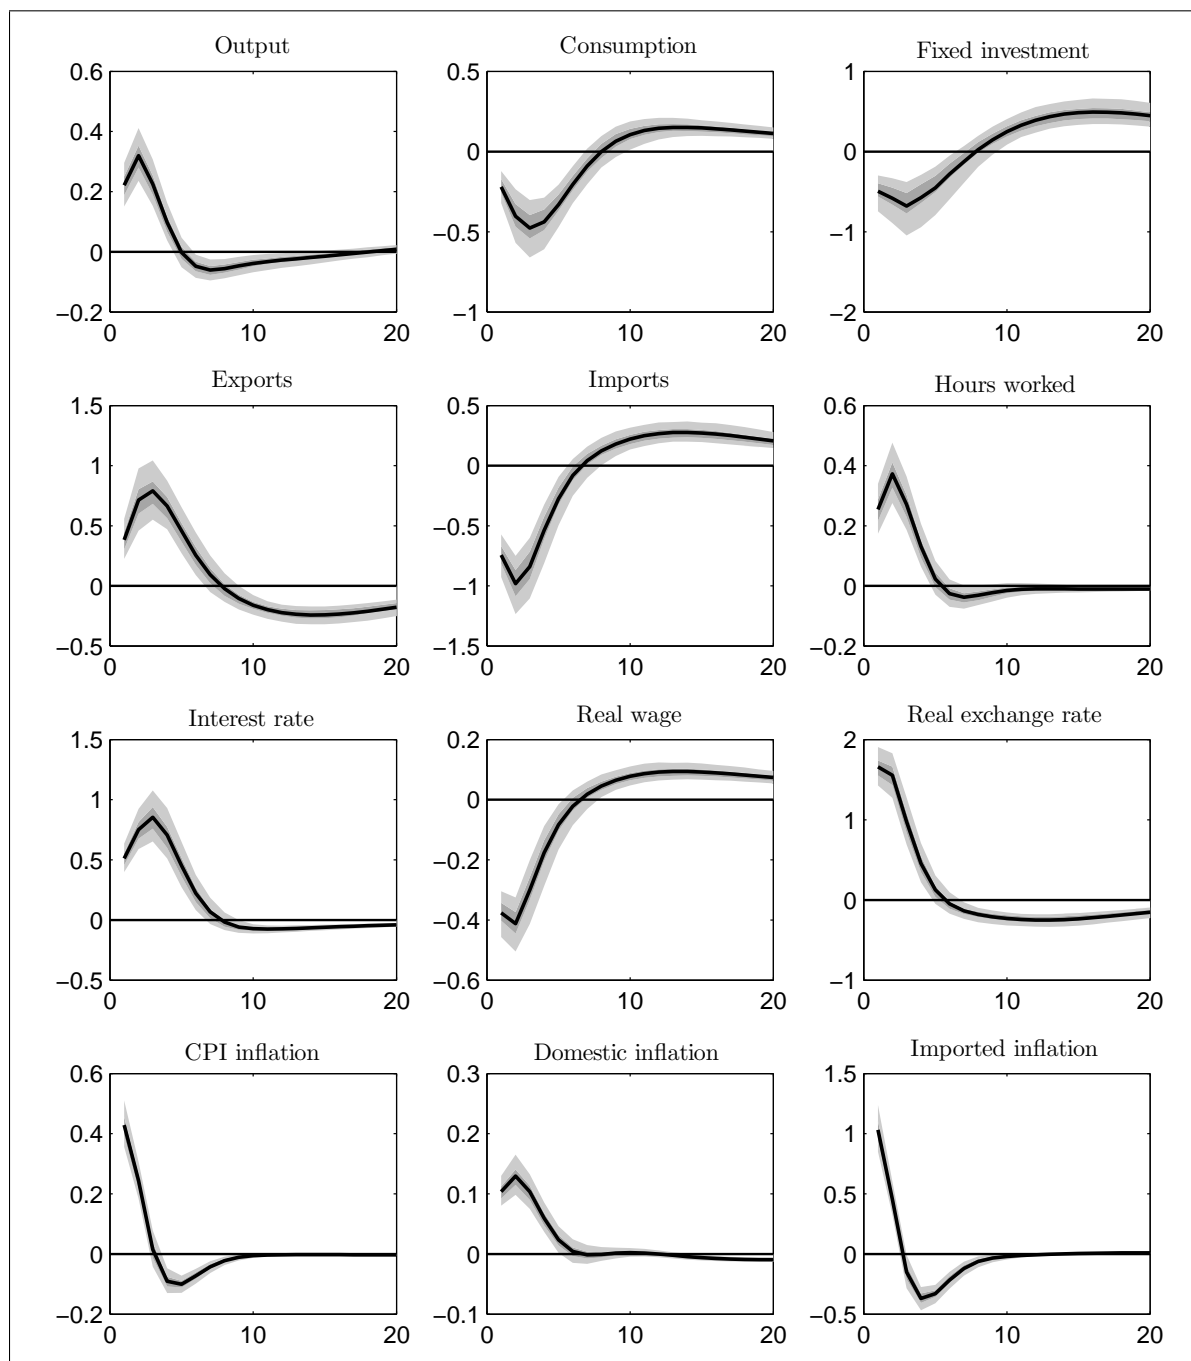 Output
Consumption
Fixed investment
0.6
0.4
0.2
0
−0.2
0 10 20
0.5
0
−0.5
−1
0 10 20
1
0
−1
−2
0 10 20
Exports
Imports
Hours worked
1.5
1
0.5
0
−0.5
0 10 20
0.5
0
−0.5
−1
−1.5
0 10 20
0.6
0.4
0.2
0
−0.2
0 10 20
Interest rate
Real wage
Real exchange rate
1.5
1
0.5
0
−0.5
0 10 20
0.2
0
−0.2
−0.4
−0.6
0 10 20
2
1
0
−1
0 10 20
CPI inflation
Domestic inflation
Imported inflation
0.6
0.4
0.2
0
−0.2
0 10 20
0.3
0.2
0.1
0
−0.1
0 10 20
1.5
1
0.5
0
−0.5
0 10 20